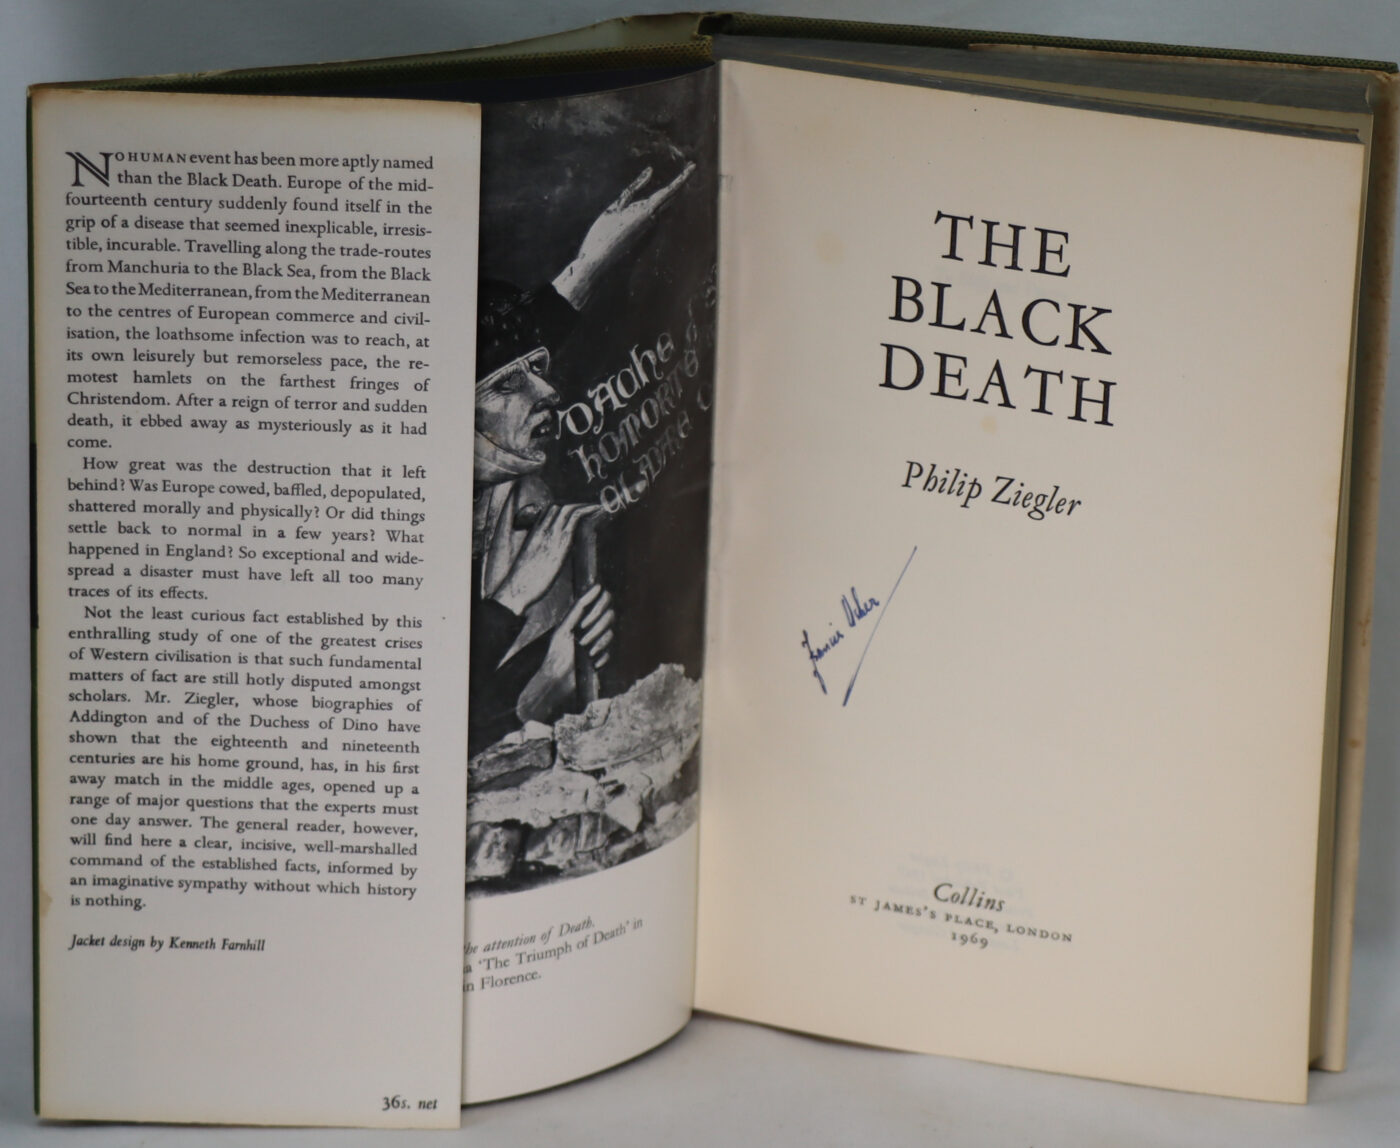 NO HUMAN event has been more aptly named
than the Black Death. Europe of the mid-
fourteenth century suddenly found itself in the
grip of a disease that seemed inexplicable, irresis-
tible, incurable. Travelling along the trade-routes
from Manchuria to the Black Sea, from the Black
Sea to the Mediterranean, from the Mediterranean
to the centres of European commerce and civil-
isation, the loathsome infection was to reach, at
its own leisurely but remorseless pace, the re-
motest hamlets on the farthest fringes of
Christendom. After a reign of terror and sudden
death, it ebbed away as mysteriously as it had
come.
How great was the destruction that it left
behind? Was Europe cowed, baffled, depopulated,
shattered morally and physically? Or did things
settle back to normal in a few years? What
happened in England? So exceptional and wide-
spread a disaster must have left all too many
traces of its effects.
Not the least curious fact established by this
enthralling study of one of the greatest crises
of Western civilisation is that such fundamental
matters of fact are still hotly disputed amongst
scholars. Mr. Ziegler, whose biographies of
Addington and of the Duchess of Dino have
shown that the eighteenth and nineteenth
centuries are his home ground, has, in his first
away match in the middle ages, opened up a
range of major questions that the experts must
one day answer. The general reader, however,
will find here a clear, incisive, well-marshalled
command of the established facts, informed by
an imaginative sympathy without which history
is nothing.
Jacket design by Kenneth Farnhill
36s. net
the attention of Death.
'The Triumph of Death' in
in Florence.
THE
BLACK
DEATH
Philip Ziegler
Francis
Collins
ST JAMES'S PLACE, LONDON
1969